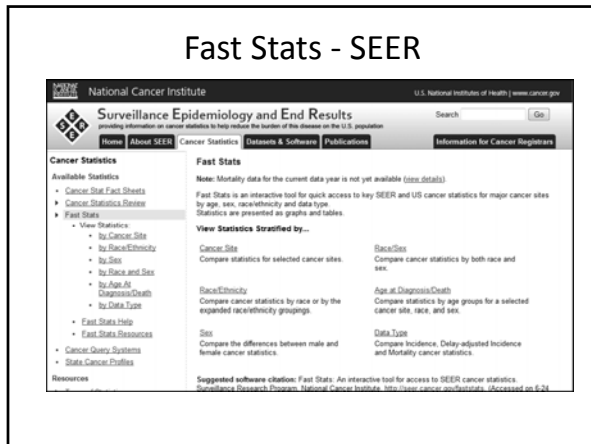 Fast Stats - SEER
NATIONAL CANCER INSTITUTE
National Cancer Institute
U.S. National Institutes of Health | www.cancer.gov
SEER
Surveillance Epidemiology and End Results
providing information on cancer statistics to help reduce the burden of this disease on the U.S. population
Search
Go
Home
About SEER
Cancer Statistics
Datasets & Software
Publications
Information for Cancer Registrars
Cancer Statistics
Available Statistics
Cancer Stat Fact Sheets
Cancer Statistics Review
Fast Stats
View Statistics:
by Cancer Site
by Race/Ethnicity
by Sex
by Race and Sex
by Age At
Diagnosis/Death
by Data Type
Fast Stats Help
Fast Stats Resources
Cancer Query Systems
State Cancer Profiles
Resources
Fast Stats
Note: Mortality data for the current data year is not yet available (view details).
Fast Stats is an interactive tool for quick access to key SEER and US cancer statistics for major cancer sites
by age, sex, race/ethnicity and data type.
Statistics are presented as graphs and tables.
View Statistics Stratified by...
Cancer Site
Compare statistics for selected cancer sites.
Race/Sex
Compare cancer statistics by both race and
sex.
Race/Ethnicity
Compare cancer statistics by race or by the
expanded race/ethnicity groupings.
Age at Diagnosis/Death
Compare statistics by age groups for a selected
cancer site, race, and sex.
Sex
Compare the differences between male and
female cancer statistics.
Data Type
Compare Incidence, Delay-adjusted Incidence
and Mortality cancer statistics.
Suggested software citation: Fast Stats: An interactive tool for access to SEER cancer statistics.
Surveillance Research Program, National Cancer Institute. http://seer.cancer.gov/faststats. (Accessed on 6-24